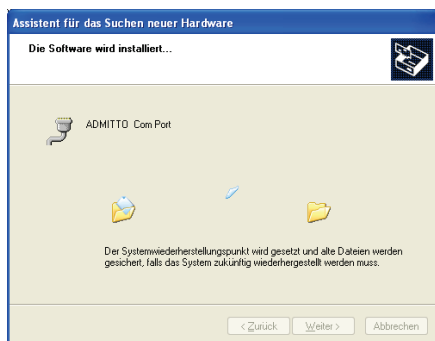 Assistent für das Suchen neuer Hardware
Die Software wird installiert...
ADMITTO Com Port
Der Systemwiederherstellungspunkt wird gesetzt und alte Dateien werden
gesichert, falls das System zukünftig wiederhergestellt werden muss.
< Zurück Weiter > Abbrechen